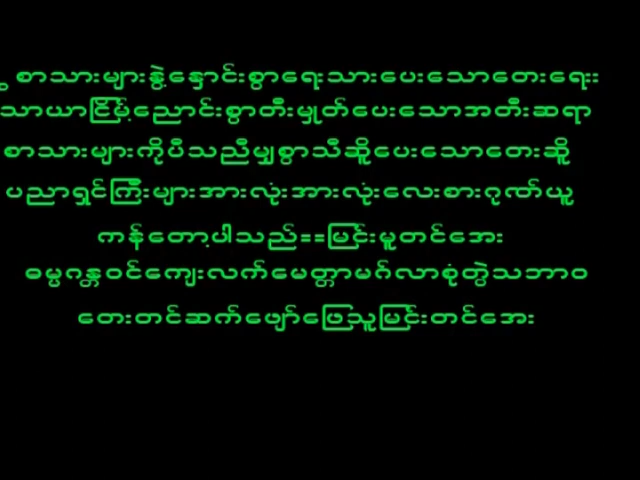 စာသားများနွဲ့နှောင်းစွာရေးသားပေးသောတေးရေး
သာယာငြိမ့်ညောင်းစွာတီးမှုတ်ပေးသောအတီးဆရာ
စာသားများကိုပီသညီမျှစွာသီဆိုပေးသောတေးဆို
ပညာရှင်ကြီးများအားလုံးအားလုံးလေးစားဂုဏ်ယူ
ကန်တော့ပါသည်==မြင်းမူတင်အေး
ဓမ္မဂန္တဝင်ကျေးလက်မေတ္တာမဂ်လာစုံတွဲသဘာဝ
တေးတင်ဆက်ဖျော်ဖြေသူမြင်းတင်အေး